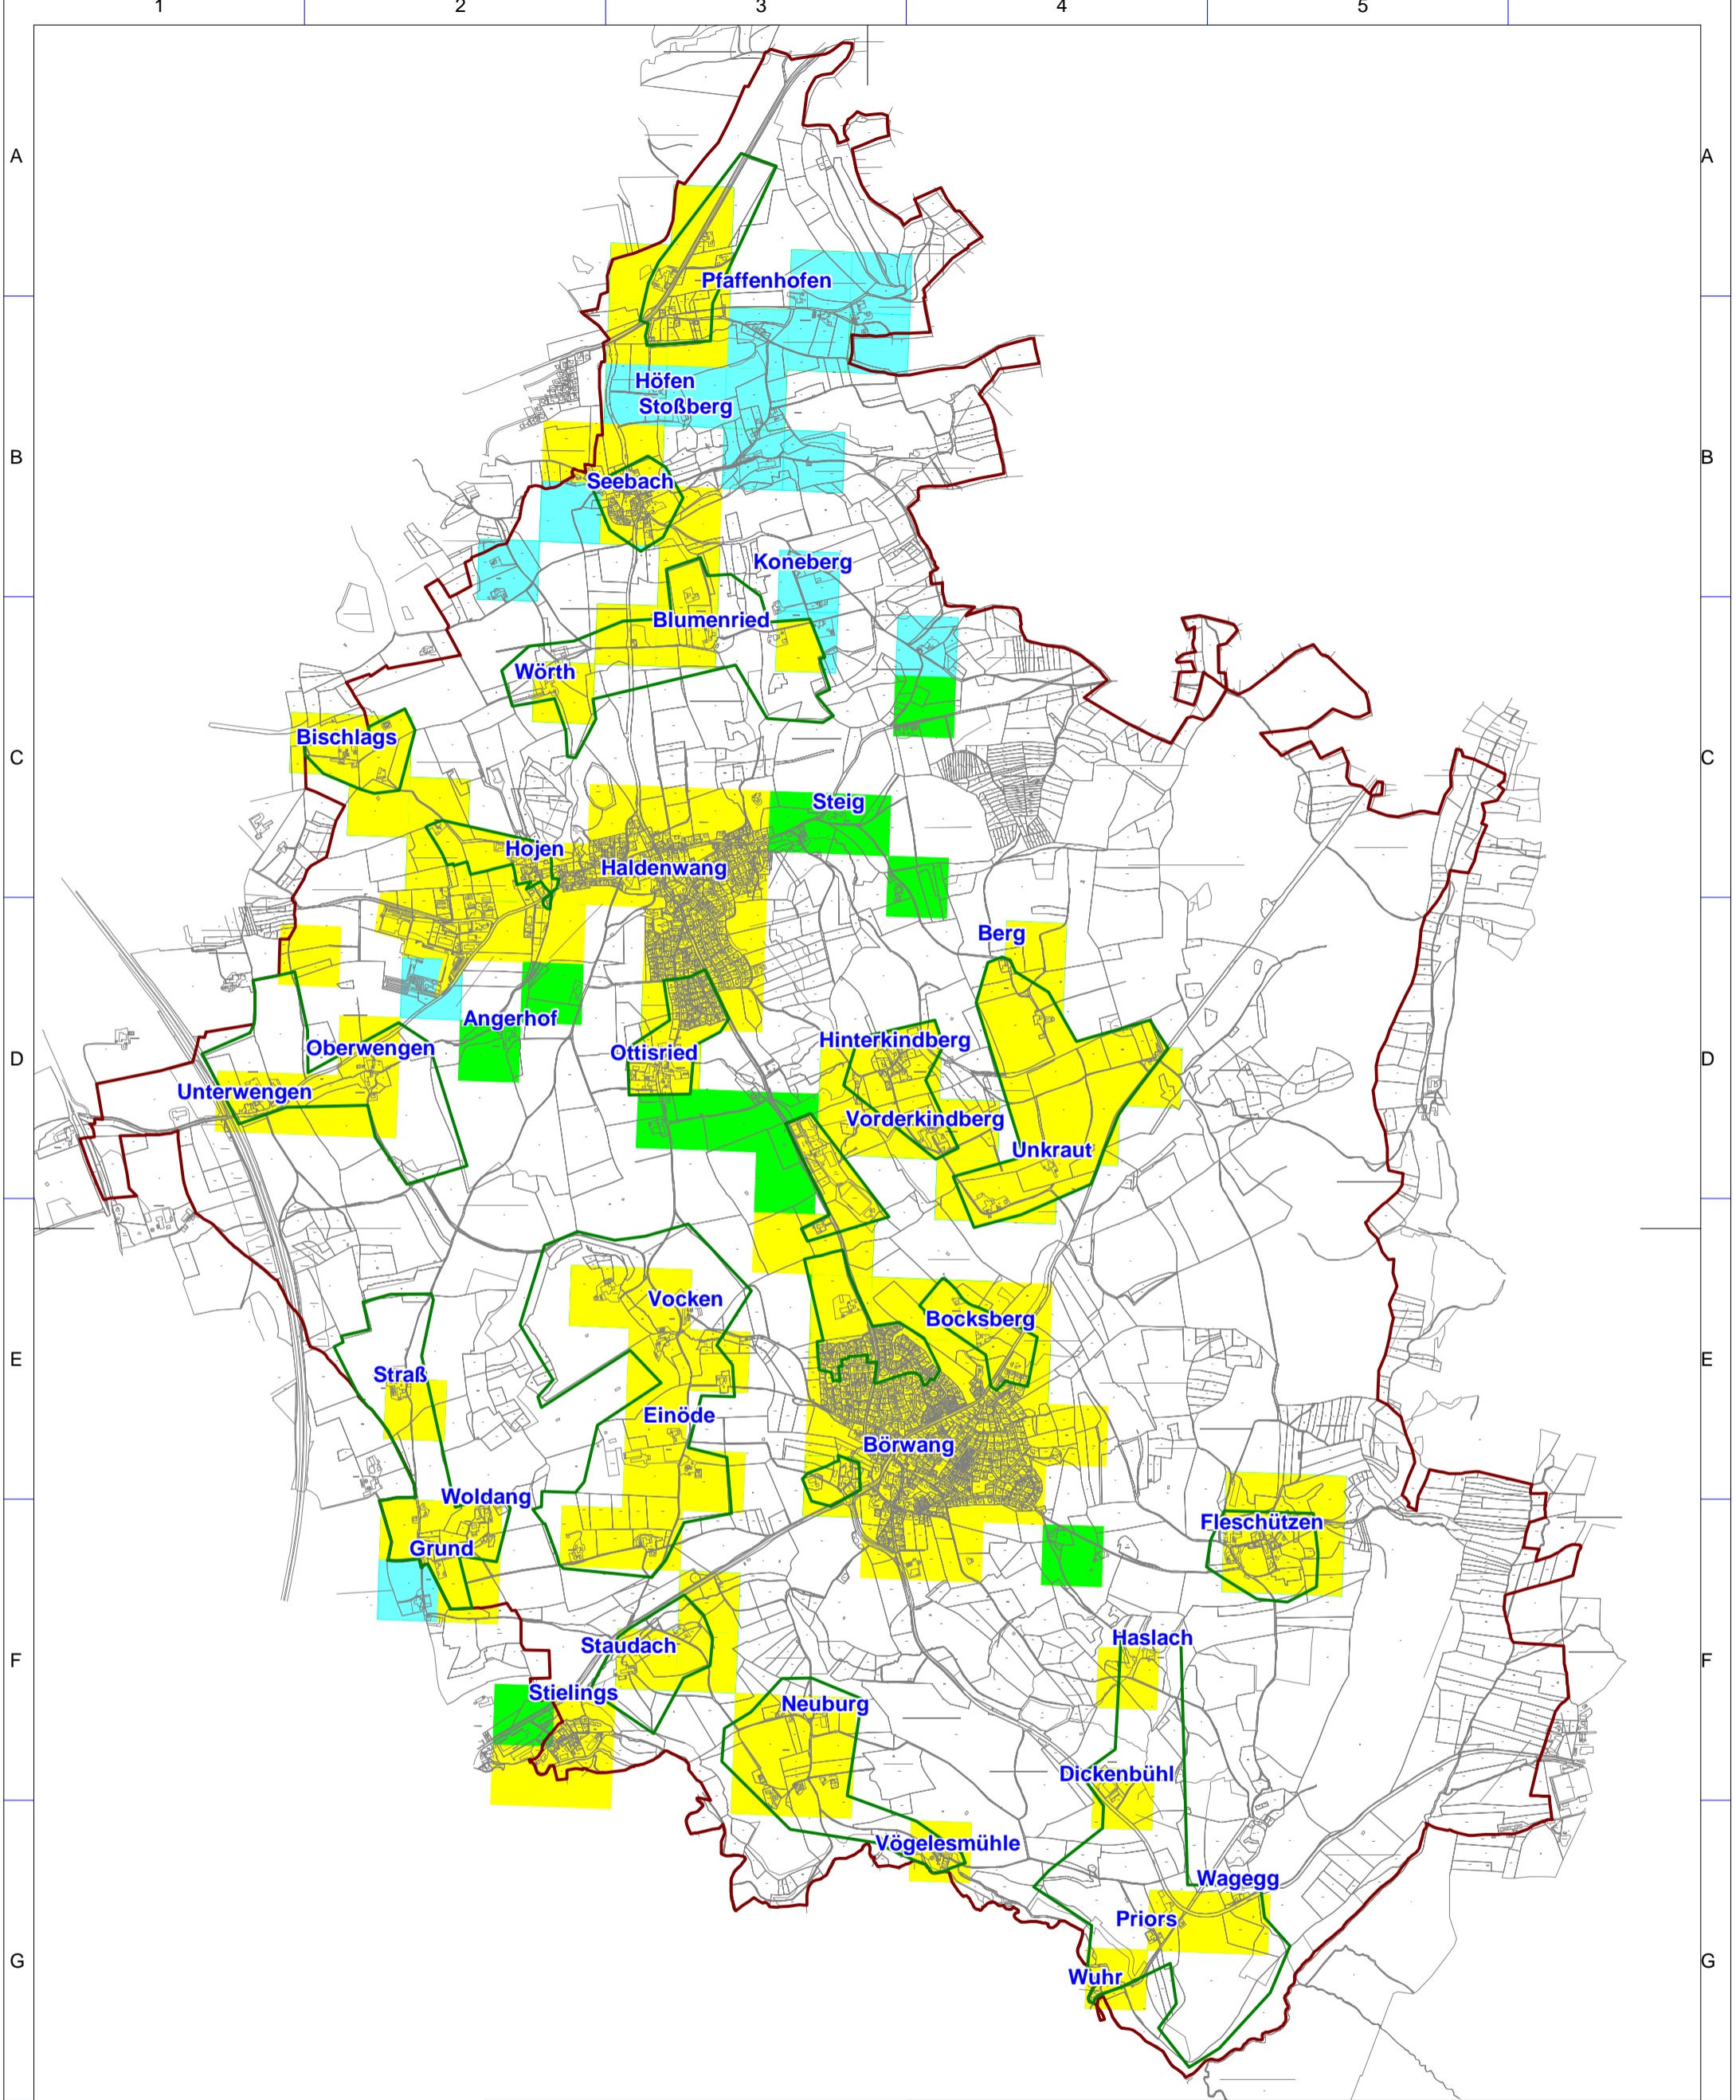 1 2 3 4 5
A A
Pfaffenhofen
Höfen
Stoßberg
B B
Seebach
Koneberg
Blumenried
Wörth
Bischlags
C C
Steig
Hojen
Haldenwang
Berg
Angerhof
Hinterkindberg
Oberwengen
Ottisried
D D
Unterwengen
Vorderkindberg
Unkraut
Vocken
Bocksberg
E E
Straß
Einöde
Börwang
Woldang
Fleschützen
Grund
Haslach
Staudach
F F
Stielings
Neuburg
Dickenbühl
Vögelesmühle
Wagegg
Priors
G G
Wuhr